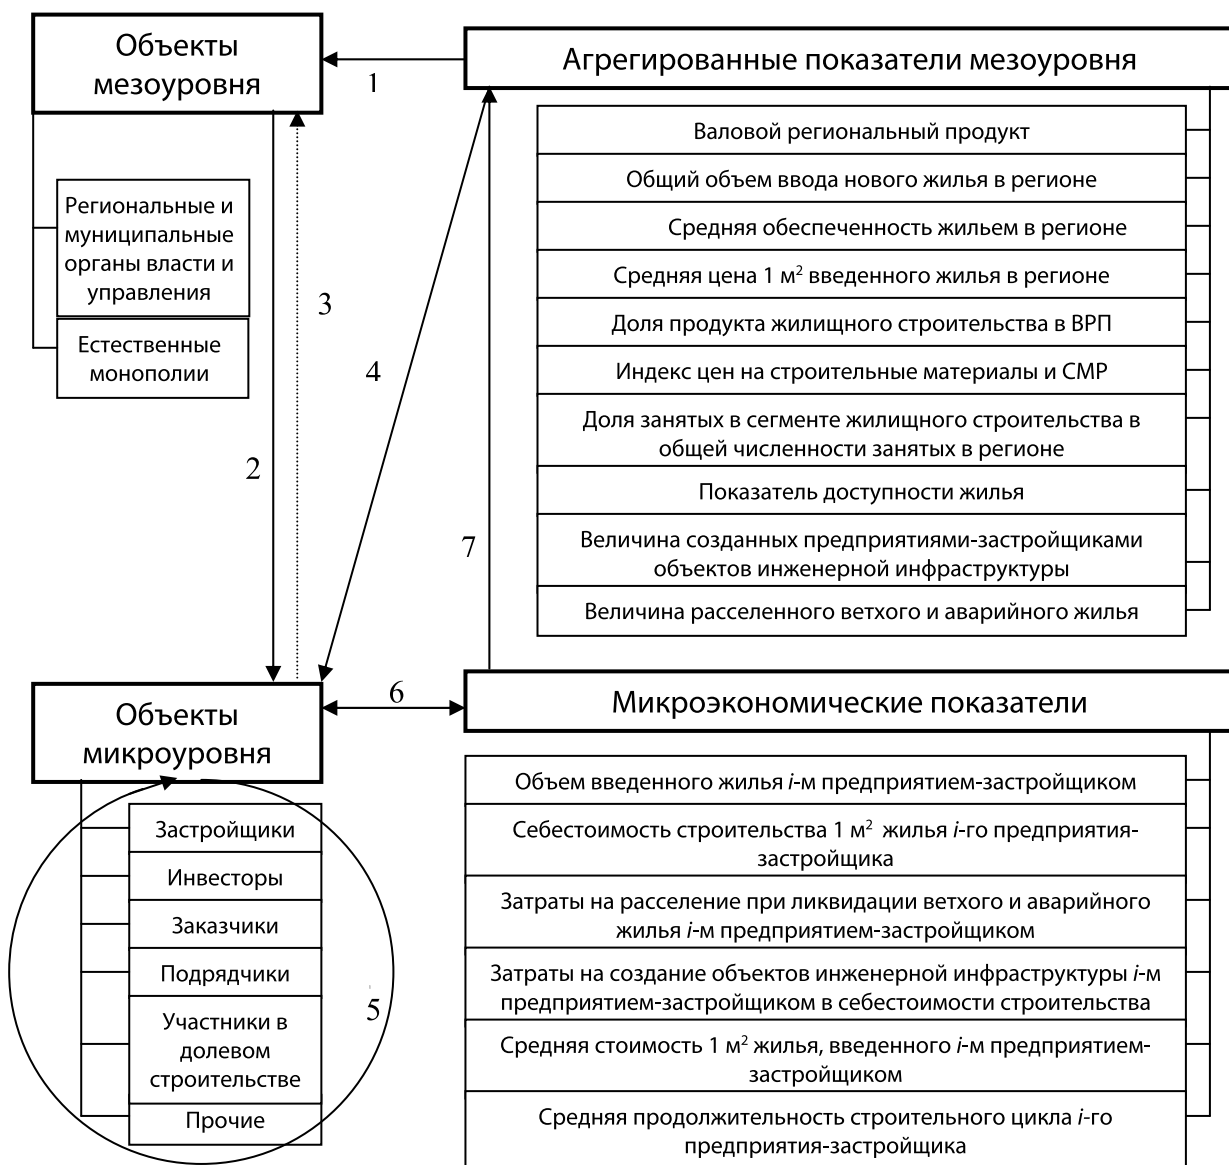 Объекты
мезоуровня
1
Агрегированные показатели мезоуровня
Валовой региональный продукт
Общий объем ввода нового жилья в регионе
Средняя обеспеченность жильем в регионе
Средняя цена 1 м² введенного жилья в регионе
Доля продукта жилищного строительства в ВРП
Индекс цен на строительные материалы и СМР
Доля занятых в сегменте жилищного строительства в
общей численности занятых в регионе
Показатель доступности жилья
Величина созданных предприятиями-застройщиками
объектов инженерной инфраструктуры
Величина расселенного ветхого и аварийного жилья
Региональные и
муниципальные
органы власти и
управления
Естественные
монополии
3
4
2
7
Объекты
микроуровня
6
Микроэкономические показатели
Объем введенного жилья i-м предприятием-застройщиком
Себестоимость строительства 1 м² жилья i-го предприятия-
застройщика
Затраты на расселение при ликвидации ветхого и аварийного
жилья i-м предприятием-застройщиком
Затраты на создание объектов инженерной инфраструктуры i-м
предприятием-застройщиком в себестоимости строительства
Средняя стоимость 1 м² жилья, введенного i-м предприятием-
застройщиком
Средняя продолжительность строительного цикла i-го
предприятия-застройщика
Застройщики
Инвесторы
Заказчики
Подрядчики
Участники в
долевом
строительстве
Прочие
5